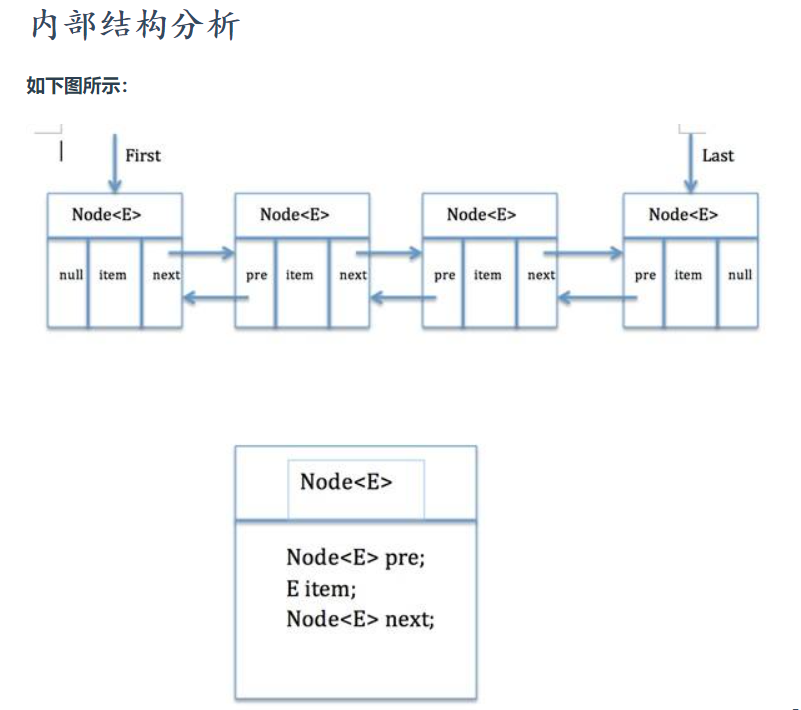 内部结构分析
如下图所示：
First
Last
Node<E>
Node<E>
Node<E>
Node<E>
null item next
pre item next
pre item next
pre item null
Node<E>
Node<E> pre;
E item;
Node<E> next;